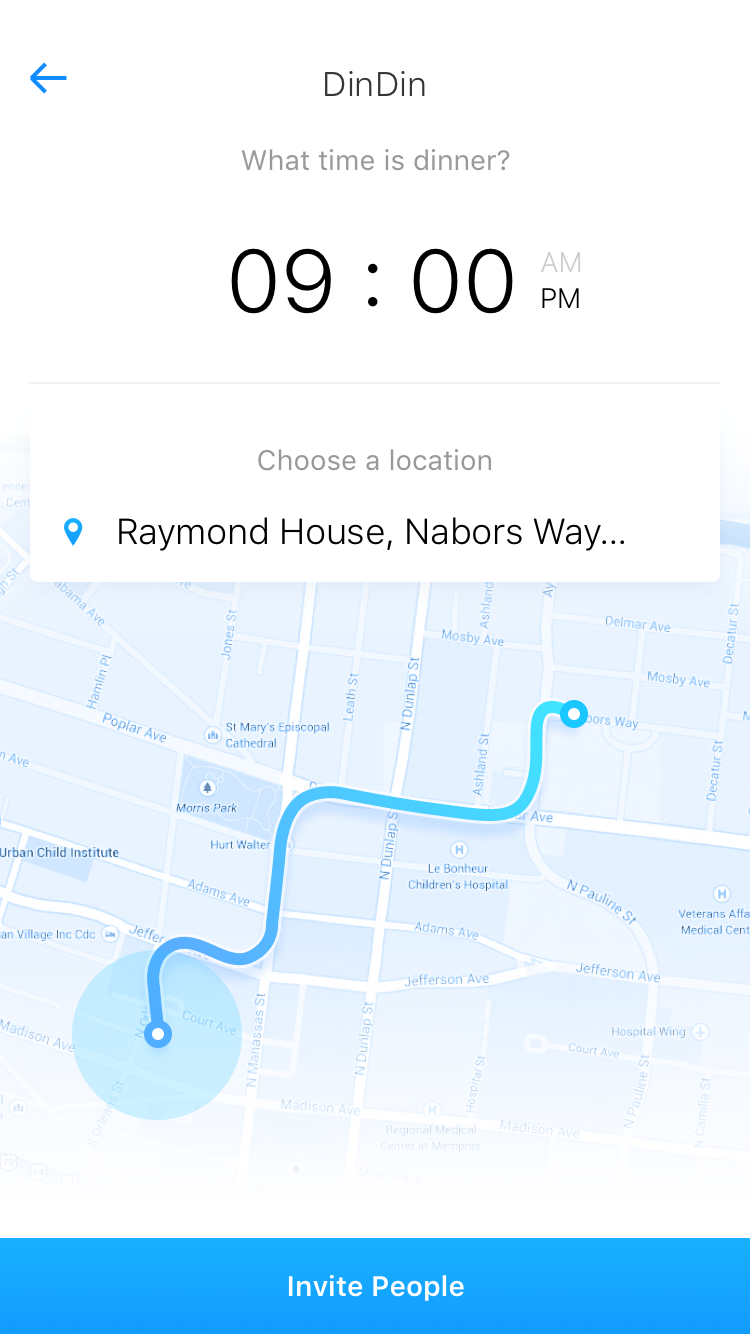 DinDin
What time is dinner?
09 : 00
AM
PM
Choose a location
Raymond House, Nabors Way...
Delmar Ave
Mosby Ave
Mosby Ave
Decatur St
Jones St
Hamlin Pl
Leath St
N Dunlap St
Ashland
Poplar Ave
St Mary's Episcopal
Cathedral
bors Way
Ashland St
Decatur St
n Ave
Morris Park
Ave
Urban Child Institute
Hurt Walter
N Dunlap S
Le Bonheur
Children's Hospital
Adams Ave
N Pauline St
Veterans Affa
Medical Cent
an Village Inc Cdc
Jeffer
Adams Ave
Jefferson Ave
Jefferson Ave
Court Ave
Madison Ave
N Manassas St
N Dunlap St
Hospital Wing
Court Ave
Hospital St
N Pauline St
N Camilla St
S Orleans St
Madison Ave
Regional Medical
Center at Memphis
Madison Ave
Invite People